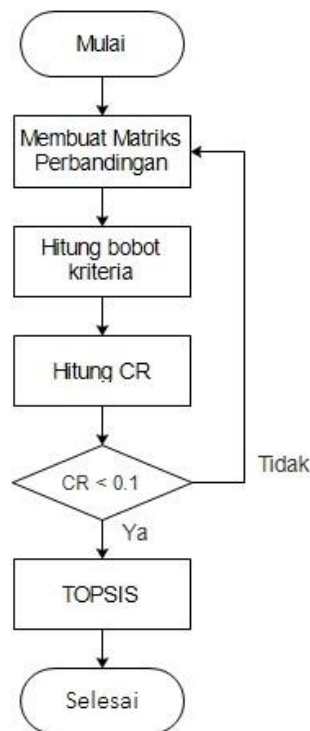 Mulai
Membuat Matriks
Perbandingan
Hitung bobot
kriteria
Hitung CR
CR < 0.1
Tidak
Ya
TOPSIS
Selesai